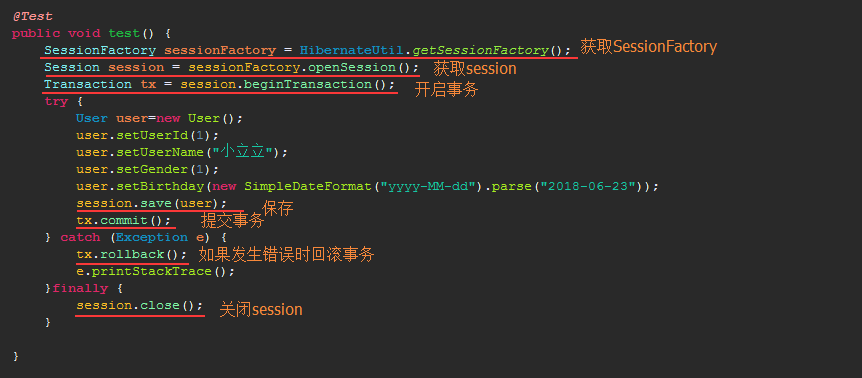 @Test
public void test() {
SessionFactory sessionFactory = HibernateUtil.getSessionFactory(); 获取SessionFactory
Session session = sessionFactory.openSession(); 获取session
Transaction tx = session.beginTransaction(); 开启事务
try {
User user=new User();
user.setUserId(1);
user.setUserName("小立立");
user.setGender(1);
user.setBirthday(new SimpleDateFormat("yyyy-MM-dd").parse("2018-06-23"));
session.save(user); 保存
tx.commit(); 提交事务
} catch (Exception e) {
tx.rollback(); 如果发生错误时回滚事务
e.printStackTrace();
}finally {
session.close(); 关闭session
}
}